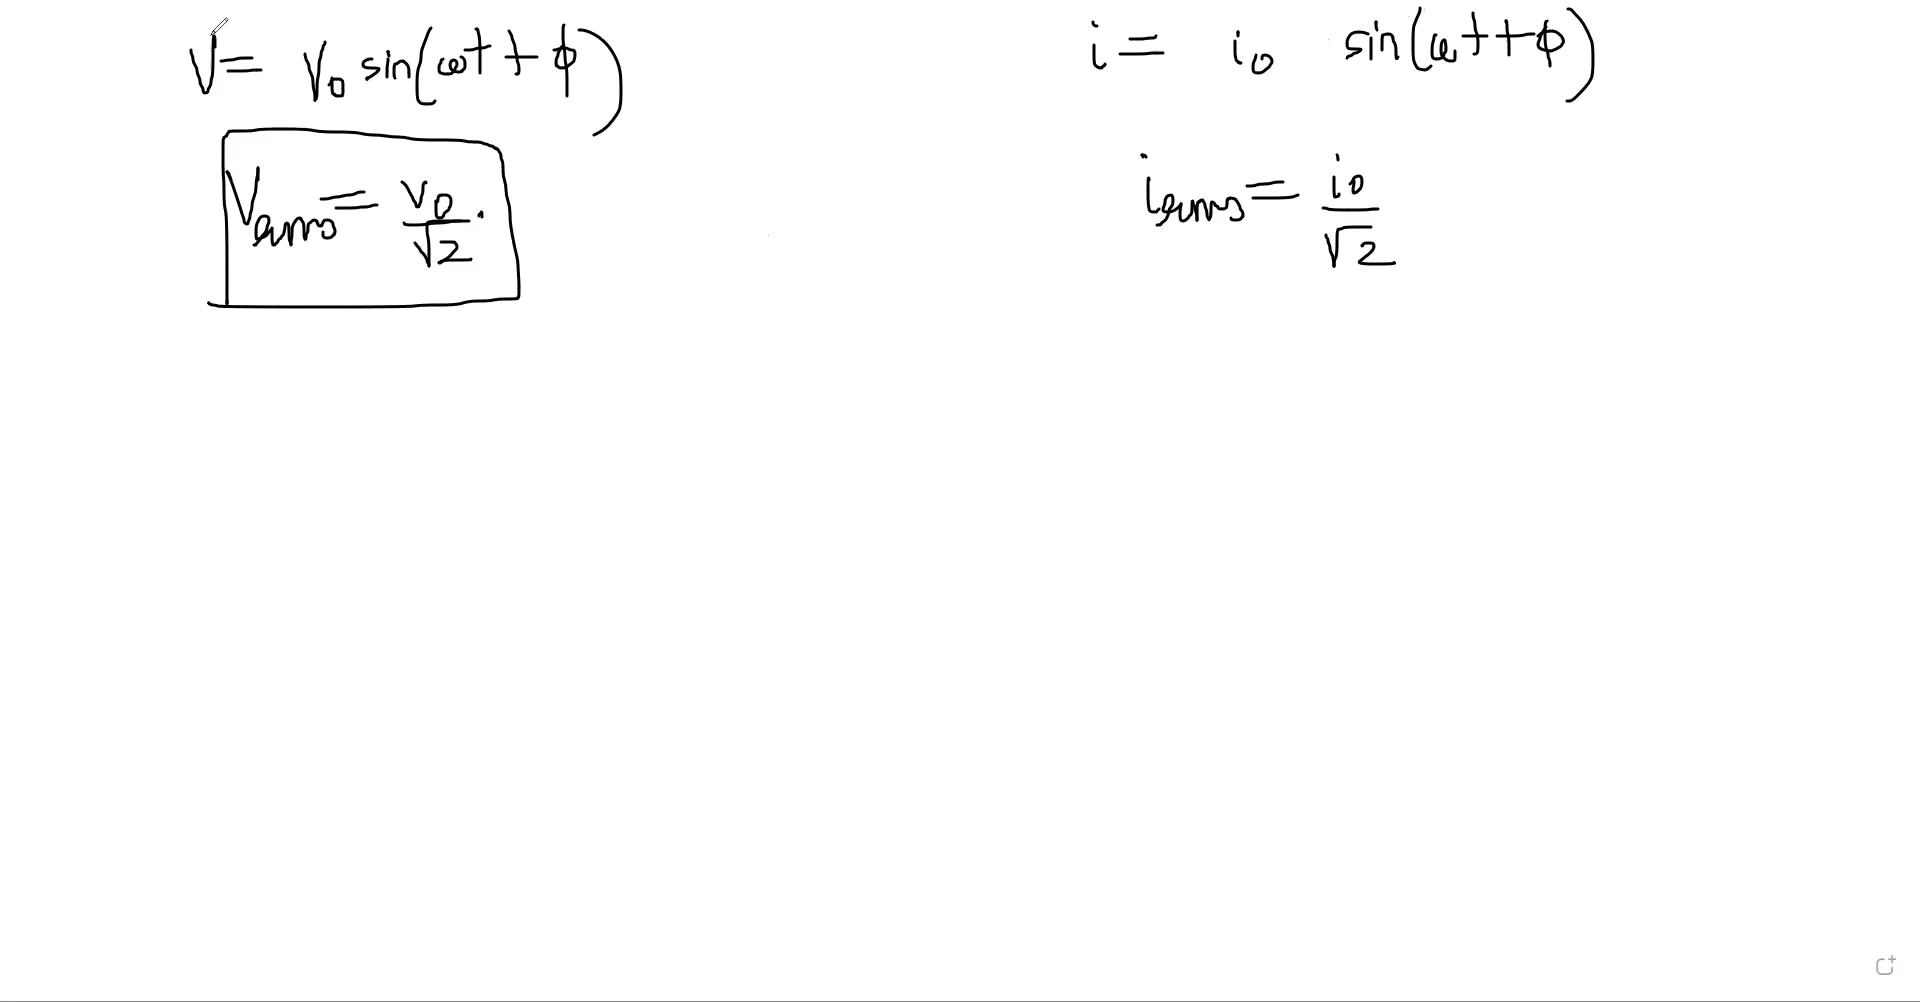 V = V₀ sin(ωt + φ)
i = i₀ sin(ωt + φ)
Vrms = V₀/√2.
irms = i₀/√2